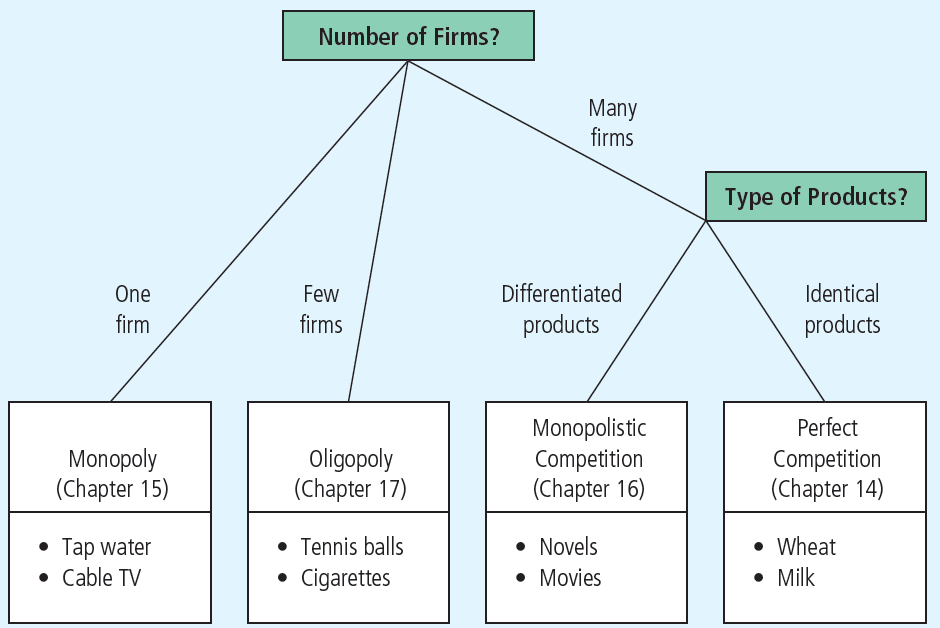 Number of Firms?
Many
firms
Type of Products?
One
firm
Few
firms
Differentiated
products
Identical
products
Monopoly
(Chapter 15)
• Tap water
• Cable TV
Oligopoly
(Chapter 17)
• Tennis balls
• Cigarettes
Monopolistic
Competition
(Chapter 16)
• Novels
• Movies
Perfect
Competition
(Chapter 14)
• Wheat
• Milk